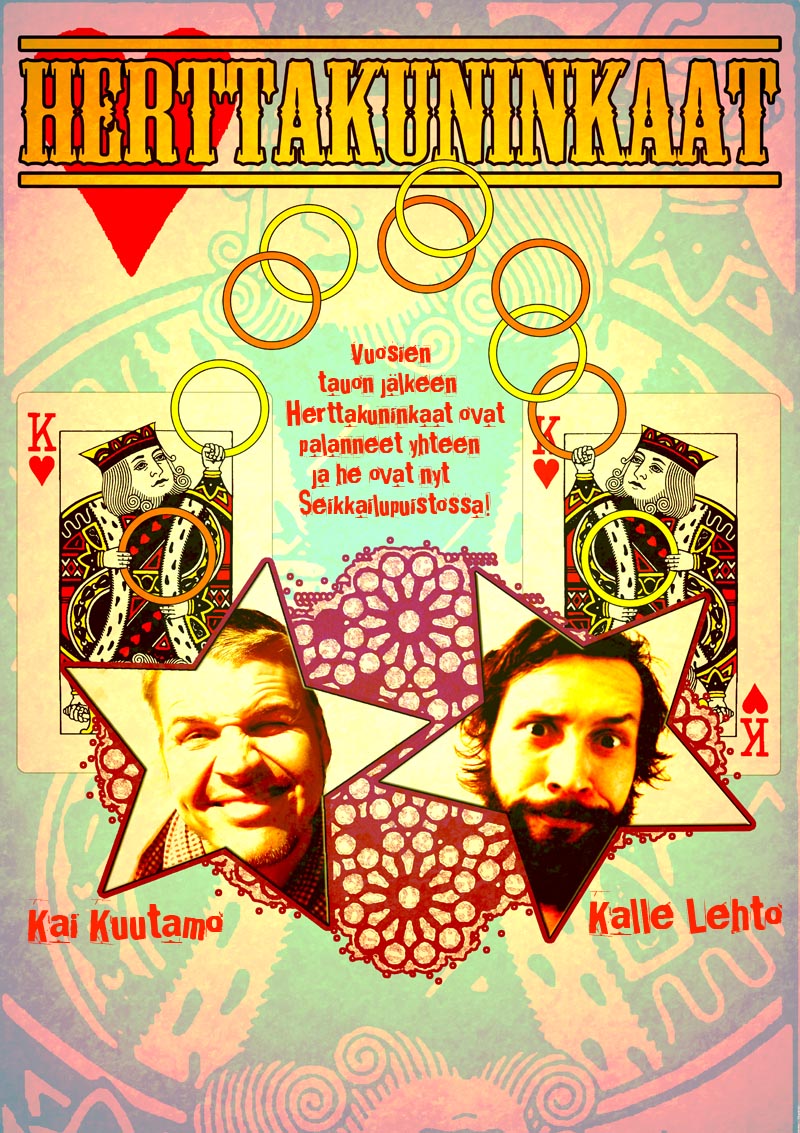 HERTTAKUNINKAAT
Vuosien
tauon jälkeen
Herttakuninkaat ovat
palanneet yhteen
ja he ovat nyt
Seikkailupuistossa!
K
K
K
Kai Kuutamo
Kalle Lehto